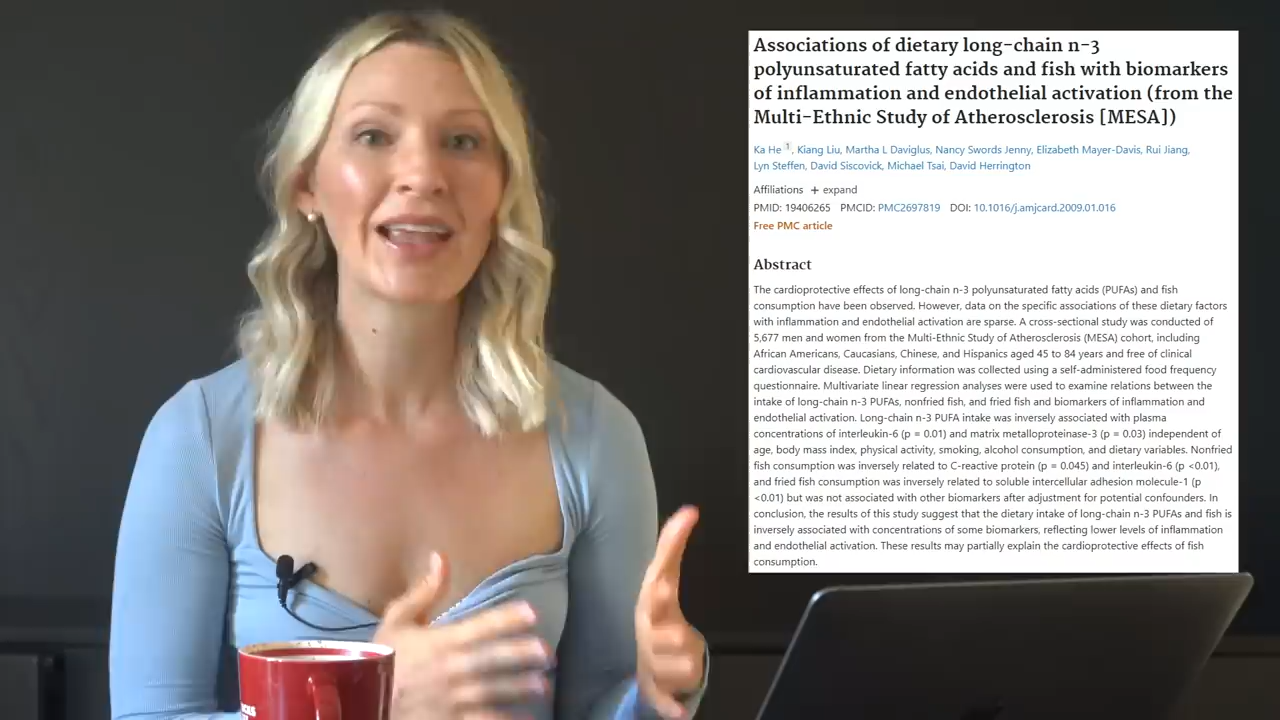 Associations of dietary long-chain n-3
polyunsaturated fatty acids and fish with biomarkers
of inflammation and endothelial activation (from the
Multi-Ethnic Study of Atherosclerosis [MESA])
Ka He 1, Kiang Liu, Martha L Daviglus, Nancy Swords Jenny, Elizabeth Mayer-Davis, Rui Jiang,
Lyn Steffen, David Siscovick, Michael Tsai, David Herrington
Affiliations + expand
PMID: 19406265 PMCID: PMC2697819 DOI: 10.1016/j.amjcard.2009.01.016
Free PMC article
Abstract
The cardioprotective effects of long-chain n-3 polyunsaturated fatty acids (PUFAs) and fish
consumption have been observed. However, data on the specific associations of these dietary factors
with inflammation and endothelial activation are sparse. A cross-sectional study was conducted of
5,677 men and women from the Multi-Ethnic Study of Atherosclerosis (MESA) cohort, including
African Americans, Caucasians, Chinese, and Hispanics aged 45 to 84 years and free of clinical
cardiovascular disease. Dietary information was collected using a self-administered food frequency
questionnaire. Multivariate linear regression analyses were used to examine relations between the
intake of long-chain n-3 PUFAs, nonfried fish, and fried fish and biomarkers of inflammation and
endothelial activation. Long-chain n-3 PUFA intake was inversely associated with plasma
concentrations of interleukin-6 (p = 0.01) and matrix metalloproteinase-3 (p = 0.03) independent of
age, body mass index, physical activity, smoking, alcohol consumption, and dietary variables. Nonfried
fish consumption was inversely related to C-reactive protein (p = 0.045) and interleukin-6 (p <0.01),
and fried fish consumption was inversely related to soluble intercellular adhesion molecule-1 (p
<0.01) but was not associated with other biomarkers after adjustment for potential confounders. In
conclusion, the results of this study suggest that the dietary intake of long-chain n-3 PUFAs and fish is
inversely associated with concentrations of some biomarkers, reflecting lower levels of inflammation
and endothelial activation. These results may partially explain the cardioprotective effects of fish
consumption.